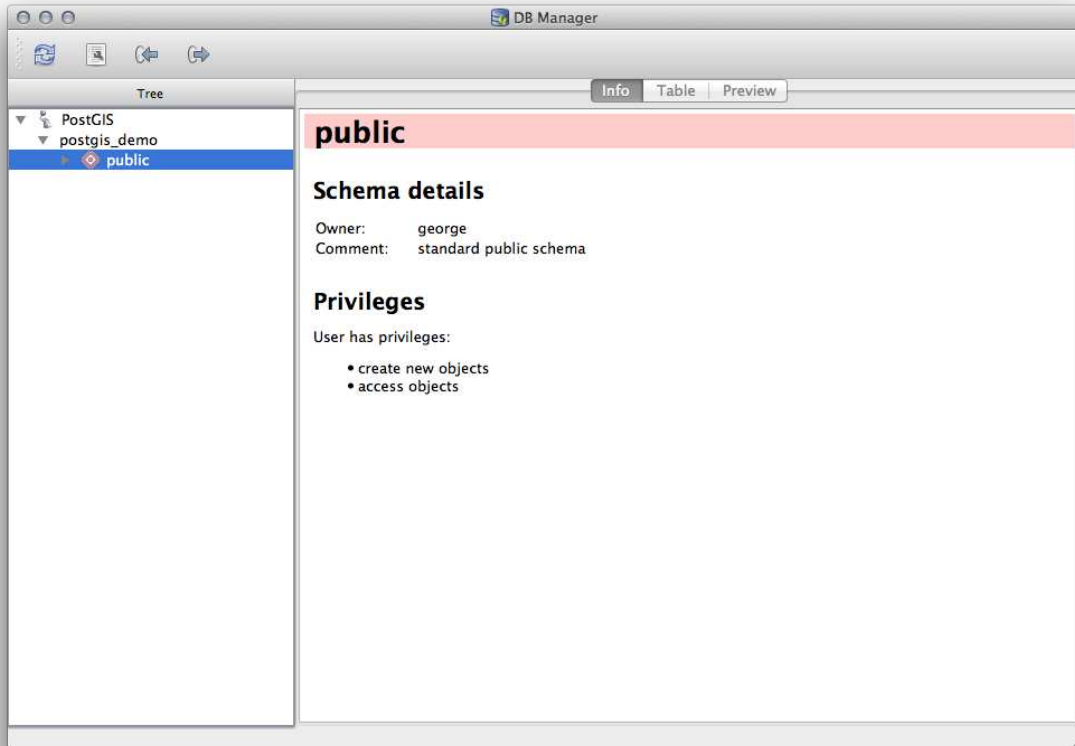 DB Manager
Tree
Info Table Preview
PostGIS
postgis_demo
public
public
Schema details
Owner: george
Comment: standard public schema
Privileges
User has privileges:
• create new objects
• access objects